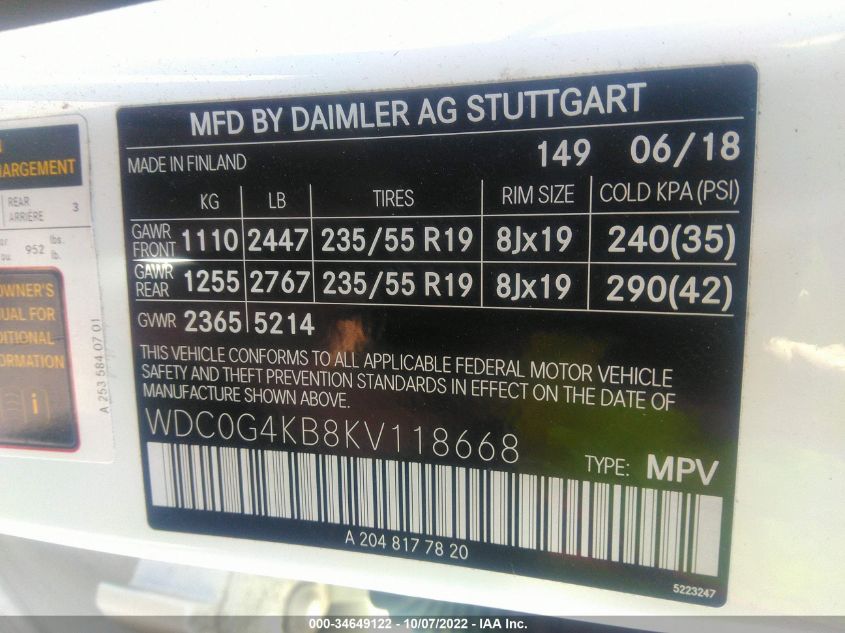 MFD BY DAIMLER AG STUTTGART
MADE IN FINLAND 149 06/18
KG LB TIRES RIM SIZE COLD KPA (PSI)
GAWR FRONT 1110 2447 235/55 R19 8Jx19 240(35)
GAWR REAR 1255 2767 235/55 R19 8Jx19 290(42)
GVWR 2365 5214
THIS VEHICLE CONFORMS TO ALL APPLICABLE FEDERAL MOTOR VEHICLE
SAFETY AND THEFT PREVENTION STANDARDS IN EFFECT ON THE DATE OF
MANUFACTURE SHOWN ABOVE.
WDC0G4KB8KV118668
TYPE: MPV
A 204 817 78 20
5223247
REAR 3
ARRIÈRE
952 lbs.
lb.
OWNER'S
FOR
A 253 584 07 01
000-34649122 - 10/07/2022 - IAA Inc.